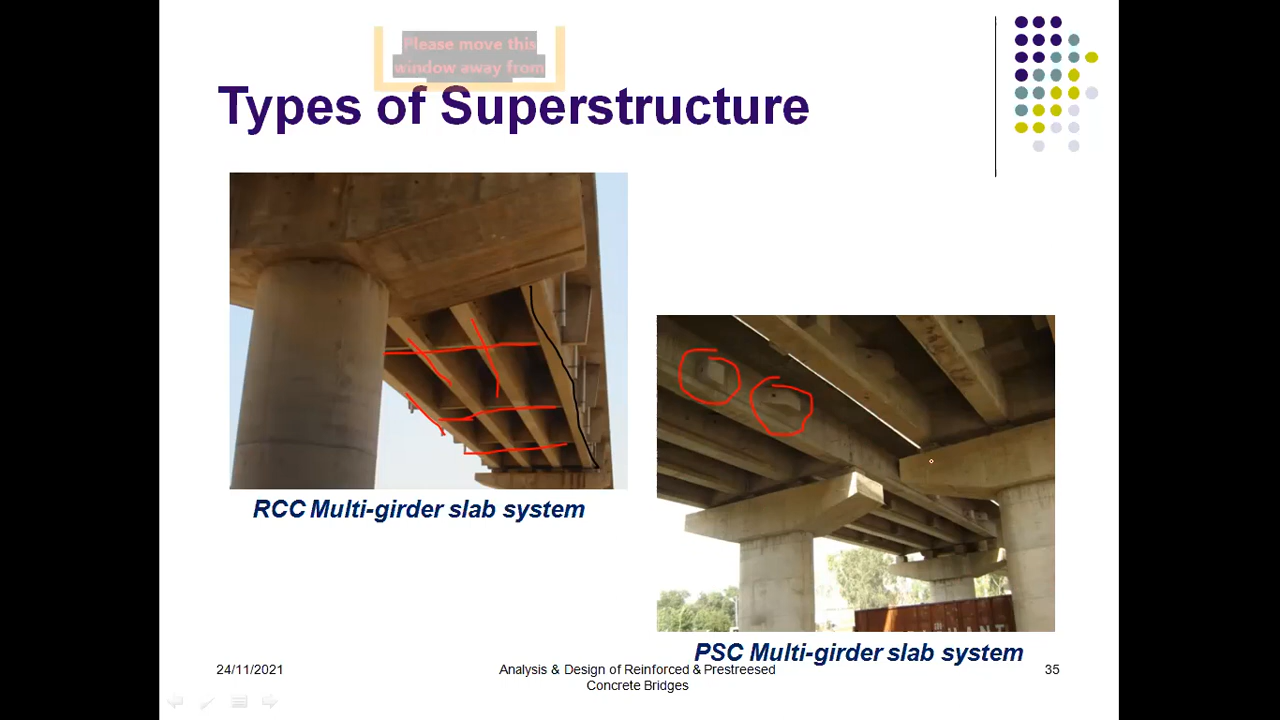 Please move this
window away from
Types of Superstructure
RCC Multi-girder slab system
PSC Multi-girder slab system
24/11/2021
Analysis & Design of Reinforced & Prestreesed
Concrete Bridges
35